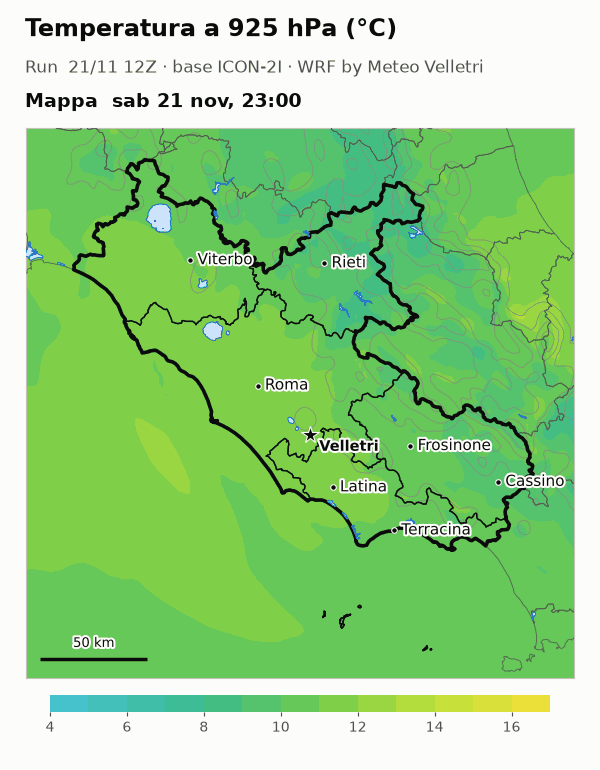 Temperatura a 925 hPa (°C)
Run  21/11 12Z · base ICON-2I · WRF by Meteo Velletri
Mappa  sab 21 nov, 23:00
Viterbo
Rieti
Roma
Velletri
Frosinone
Latina
Cassino
Terracina
50 km
4 6 8 10 12 14 16